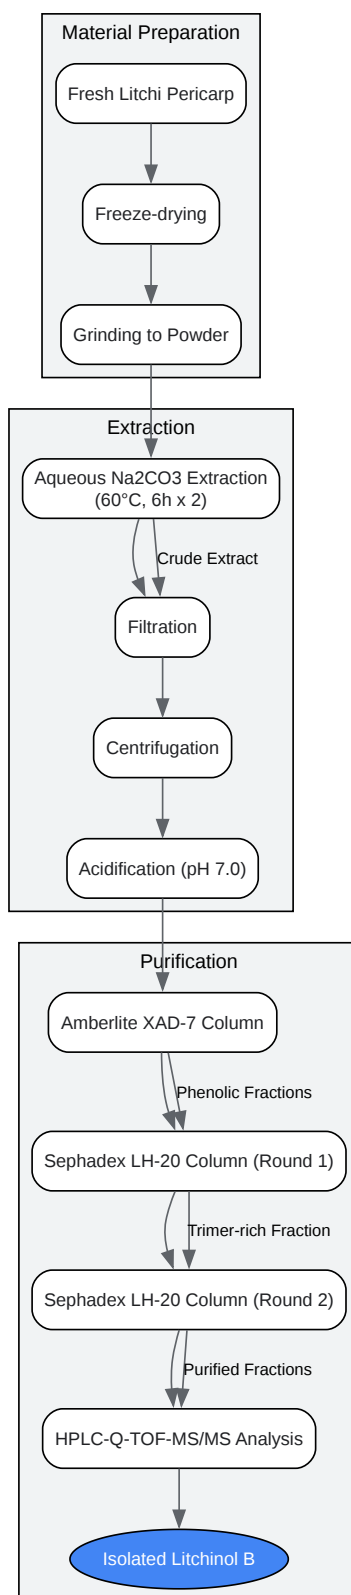 Material Preparation
Fresh Litchi Pericarp
Freeze-drying
Grinding to Powder
Extraction
Aqueous Na2CO3 Extraction
(60°C, 6h x 2)
Crude Extract
Filtration
Centrifugation
Acidification (pH 7.0)
Purification
Amberlite XAD-7 Column
Phenolic Fractions
Sephadex LH-20 Column (Round 1)
Trimer-rich Fraction
Sephadex LH-20 Column (Round 2)
Purified Fractions
HPLC-Q-TOF-MS/MS Analysis
Isolated Litchinol B